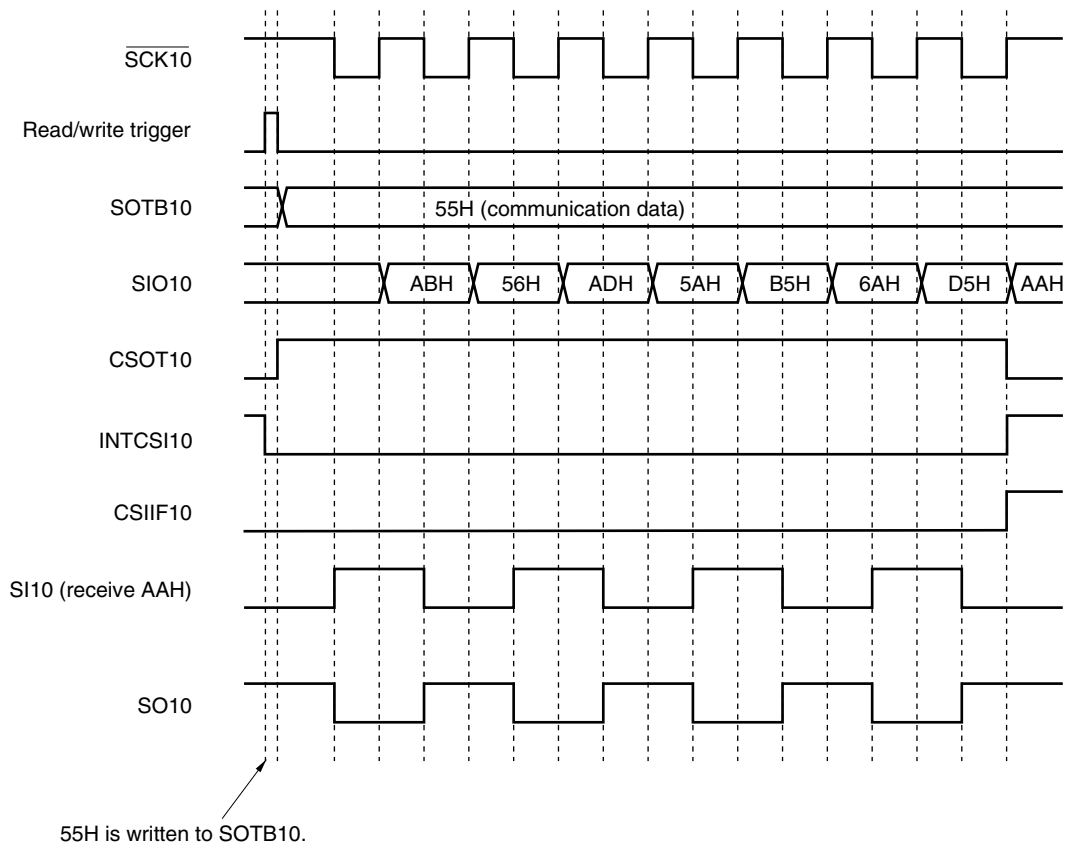 SCK10
Read/write trigger
SOTB10
55H (communication data)
SIO10
ABH 56H ADH 5AH B5H 6AH D5H AAH
CSOT10
INTCSI10
CSIIF10
SI10 (receive AAH)
SO10
55H is written to SOTB10.